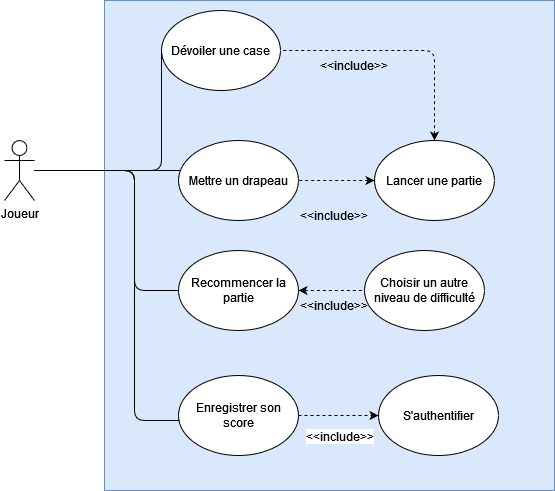 Dévoiler une case
<<include>>
Joueur
Mettre un drapeau
Lancer une partie
<<include>>
Recommencer la
partie
Choisir un autre
niveau de difficulté
<<include>>
Enregistrer son
score
S'authentifier
<<include>>